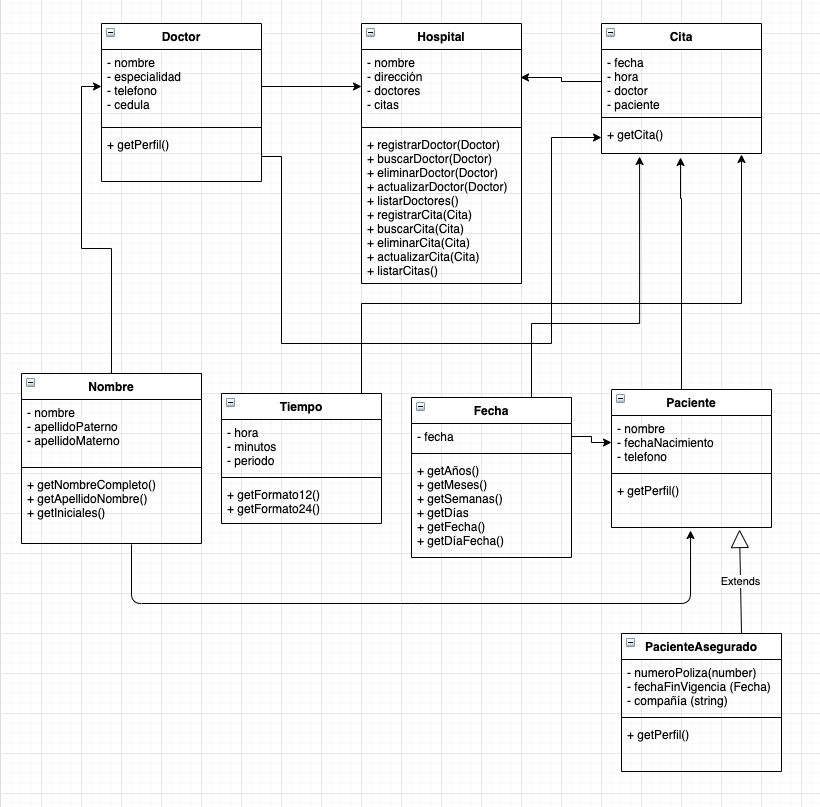 Doctor
- nombre
- especialidad
- telefono
- cedula
+ getPerfil()
Hospital
- nombre
- dirección
- doctores
- citas
+ registrarDoctor(Doctor)
+ buscarDoctor(Doctor)
+ eliminarDoctor(Doctor)
+ actualizarDoctor(Doctor)
+ listarDoctores()
+ registrarCita(Cita)
+ buscarCita(Cita)
+ eliminarCita(Cita)
+ actualizarCita(Cita)
+ listarCitas()
Cita
- fecha
- hora
- doctor
- paciente
+ getCita()
Nombre
- nombre
- apellidoPaterno
- apellidoMaterno
+ getNombreCompleto()
+ getApellidoNombre()
+ getIniciales()
Tiempo
- hora
- minutos
- periodo
+ getFormato12()
+ getFormato24()
Fecha
- fecha
+ getAños()
+ getMeses()
+ getSemanas()
+ getDías
+ getFecha()
+ getDiaFecha()
Paciente
- nombre
- fechaNacimiento
- telefono
+ getPerfil()
Extends
PacienteAsegurado
- numeroPoliza(number)
- fechaFinVigencia (Fecha)
- compañía (string)
+ getPerfil()